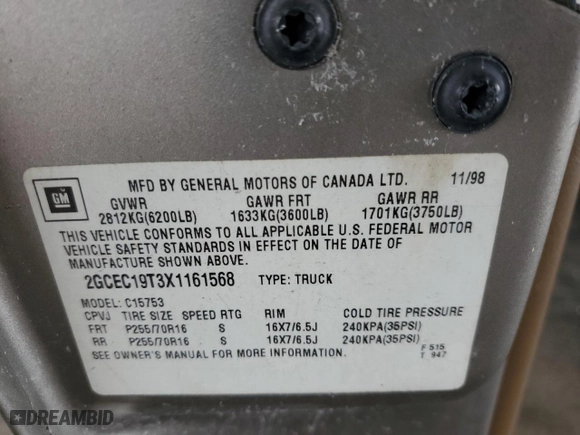 MFD BY GENERAL MOTORS OF CANADA LTD. 11/98
GM
GVWR GAWR FRT GAWR RR
2812KG(6200LB) 1633KG(3600LB) 1701KG(3750LB)
THIS VEHICLE CONFORMS TO ALL APPLICABLE U.S. FEDERAL MOTOR
VEHICLE SAFETY STANDARDS IN EFFECT ON THE DATE OF
MANUFACTURE SHOWN ABOVE.
2GCEC19T3X1161568 TYPE: TRUCK
MODEL: C15753
CPVJ TIRE SIZE SPEED RTG RIM COLD TIRE PRESSURE
FRT P255/70R16 S 16X7/6.5J 240KPA(35PSI)
RR P255/70R16 S 16X7/6.5J 240KPA(35PSI)
SEE OWNER'S MANUAL FOR MORE INFORMATION.
F 515
T 947
DREAMBID